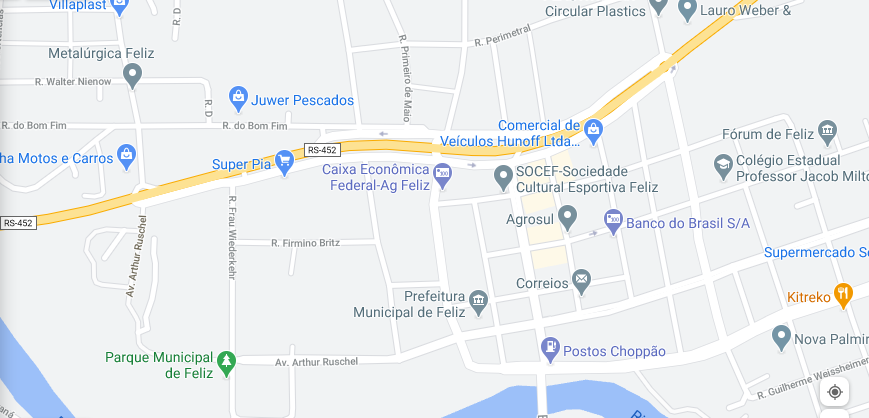 Villaplast
R. D
Circular Plastics
Lauro Weber &
R. Perimetral
R. Primeiro de Maio
Metalúrgica Feliz
R. Walter Nienow
R. D
Juwer Pescados
R. do Bom Fim
R. do Bom Fim
Comercial de
Veículos Hunoff Ltda...
Fórum de Feliz
ha Motos e Carros
RS-452
Super Pia
Caixa Econômica
Federal-Ag Feliz
SOCEF-Sociedade
Cultural Esportiva Feliz
Colégio Estadual
Professor Jacob Milto
RS-452
R. Frau Wiederkehr
Av. Arthur Ruschel
Agrosul
Banco do Brasil S/A
R. Firmino Britz
Supermercado So
Correios
Kitreko
Prefeitura
Municipal de Feliz
Nova Palmir
Parque Municipal
de Feliz
Av. Arthur Ruschel
Postos Choppão
R. Guilherme Weissheimer